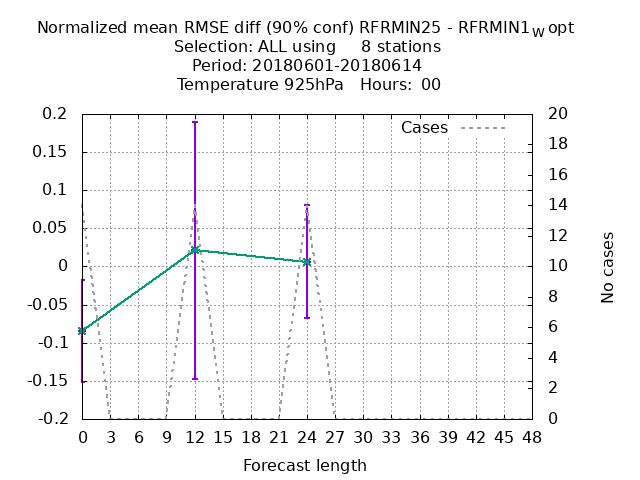 Normalized mean RMSE diff (90% conf) RFRMIN25 - RFRMIN1wopt
Selection: ALL using 8 stations
Period: 20180601-20180614
Temperature 925hPa Hours: 00
Cases
0.2
0.15
0.1
0.05
0
-0.05
-0.1
-0.15
-0.2
20
18
16
14
12
10
8
6
4
2
0
No cases
0 3 6 9 12 15 18 21 24 27 30 33 36 39 42 45 48
Forecast length